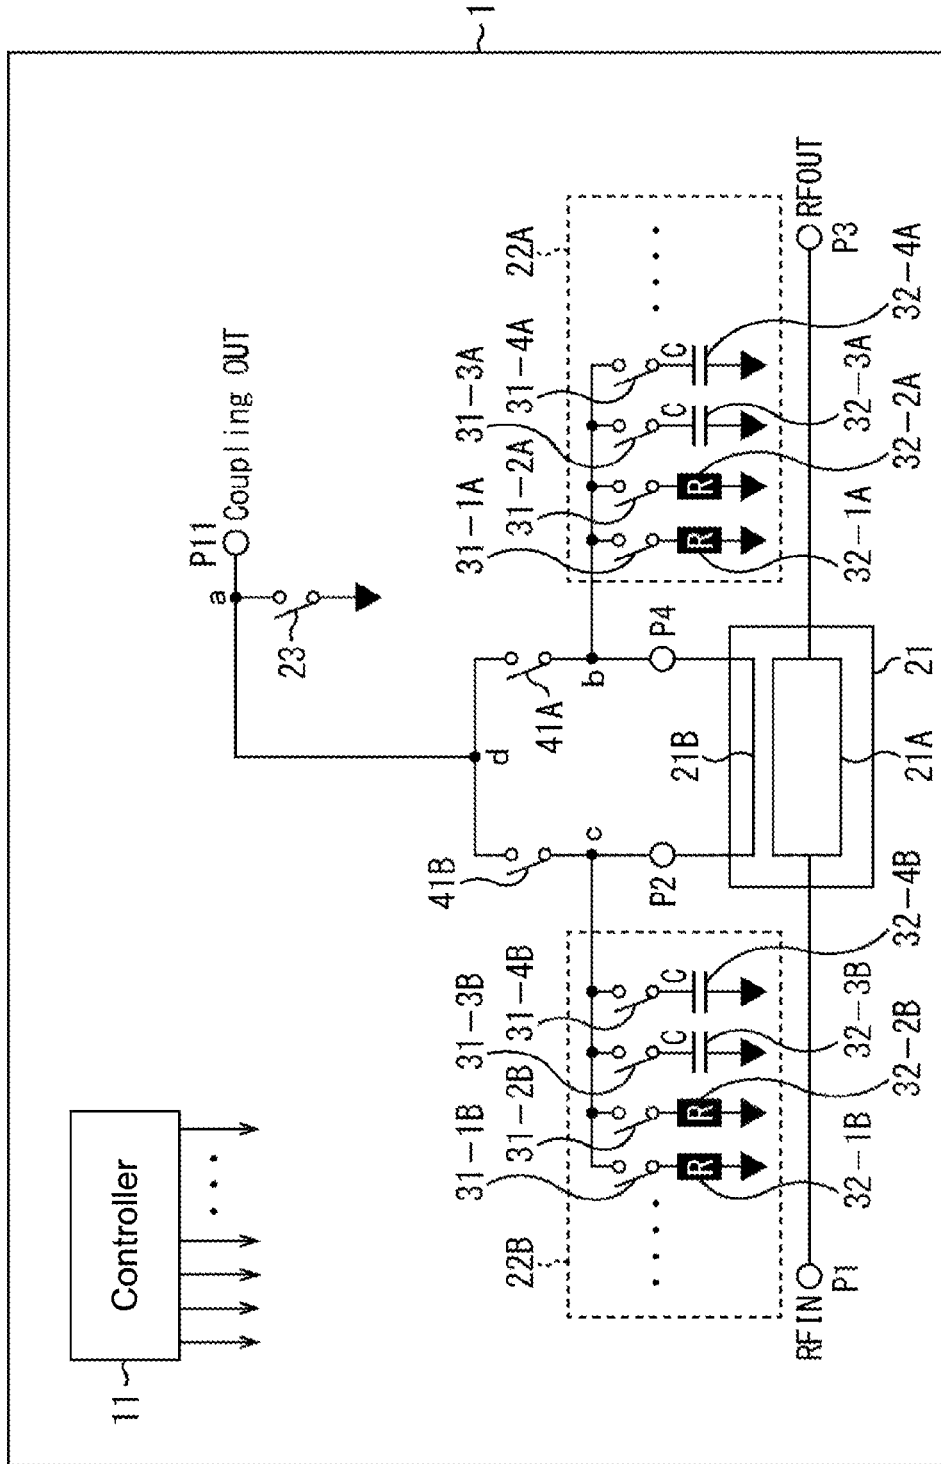 1
11
Controller
P11
Coupling OUT
a
23
d
41B
41A
c
b
P2
P4
22B
31-1B
31-2B
31-3B
31-4B
R
R
C
C
32-1B
32-2B
32-3B
32-4B
31-1A
31-2A
31-3A
31-4A
22A
R
R
C
C
32-1A
32-2A
32-3A
32-4A
21B
21A
21
RFIN
P1
RFOUT
P3